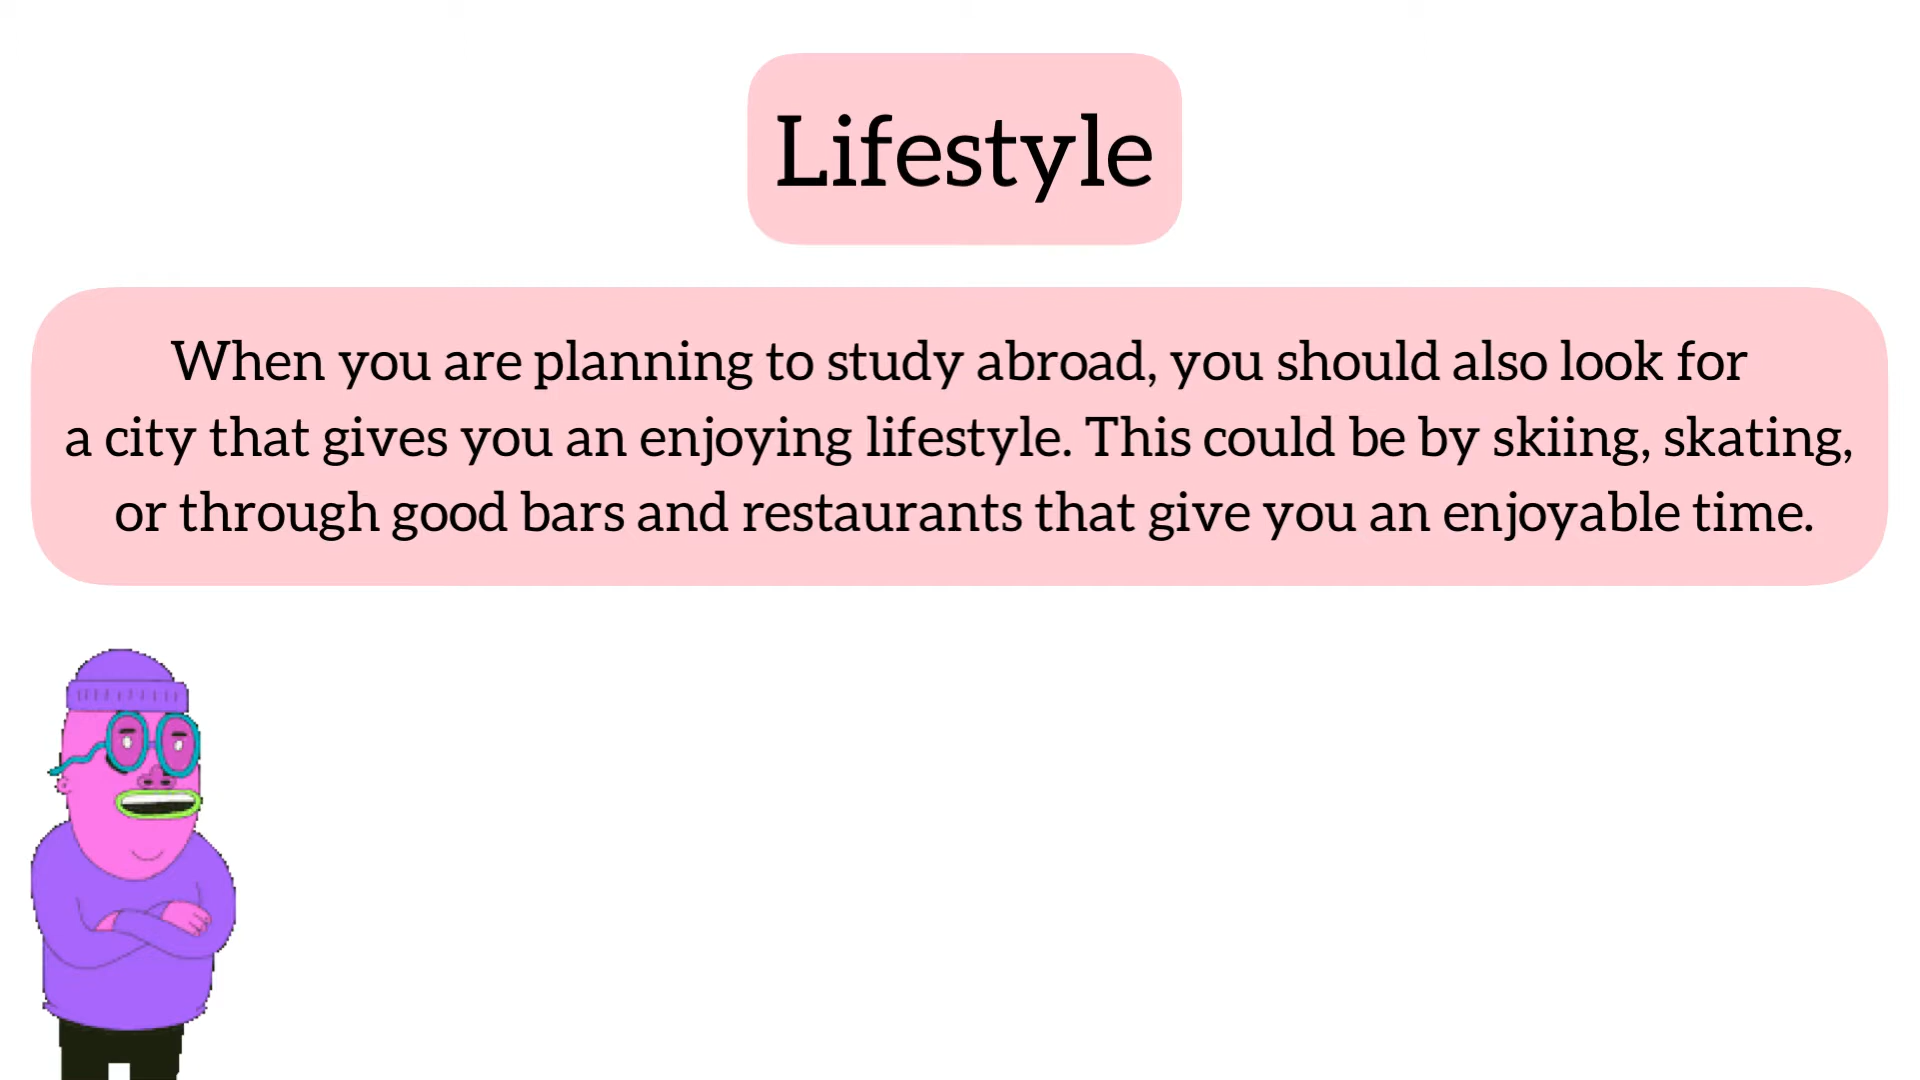 Lifestyle
When you are planning to study abroad, you should also look for
a city that gives you an enjoying lifestyle. This could be by skiing, skating,
or through good bars and restaurants that give you an enjoyable time.